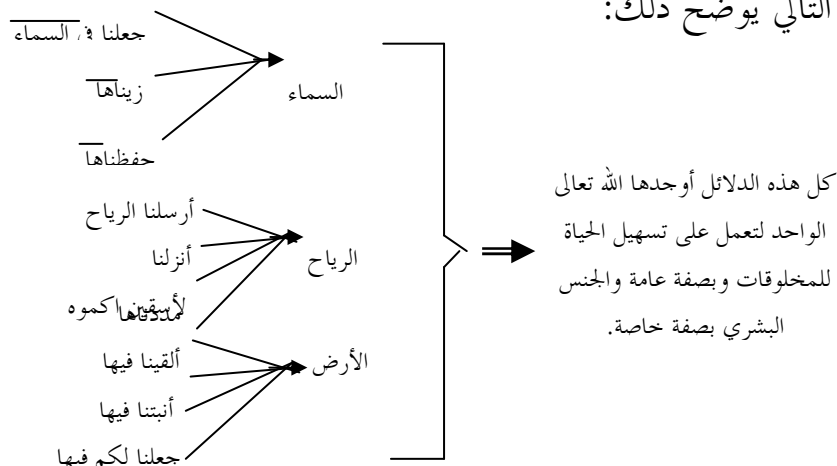 التالي يوضح ذلك:
جعلنا في السماء
زيناها
السماء
حفظناها
أرسلنا الرياح
أنزلنا
الرياح
مددناها
ألقينا فيها
الأرض
أنبتنا فيها
جعلنا لكم فيها
كل هذه الدلائل أوجدها الله تعالى
الواحد لتعمل على تسهيل الحياة
للمخلوقات وبصفة عامة والجنس
البشري بصفة خاصة.